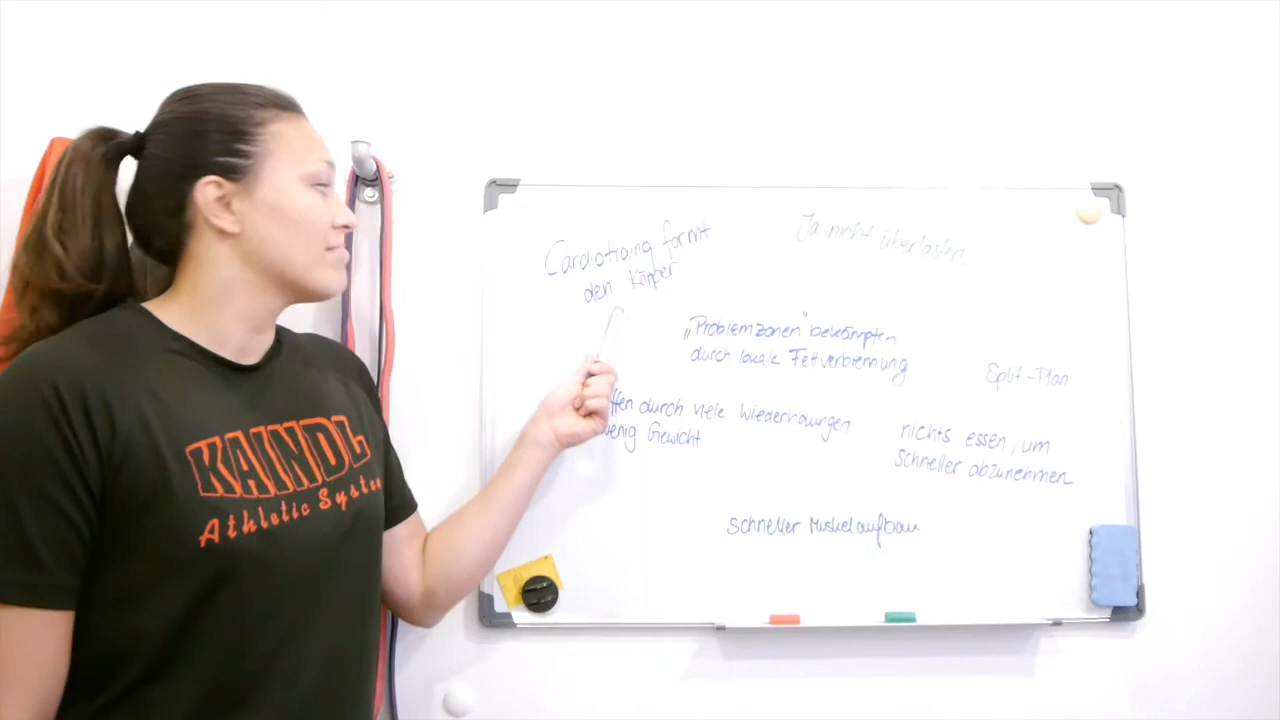 KAINDL
Athletic System
Cardiotraining formt
den Körper
Ja nicht überlasten
„Problemzonen" bekämpfen
durch lokale Fettverbrennung
Split-Plan
ffen durch viele Wiederholungen
wenig Gewicht
nichts essen, um
schneller abzunehmen
schneller Muskelaufbau